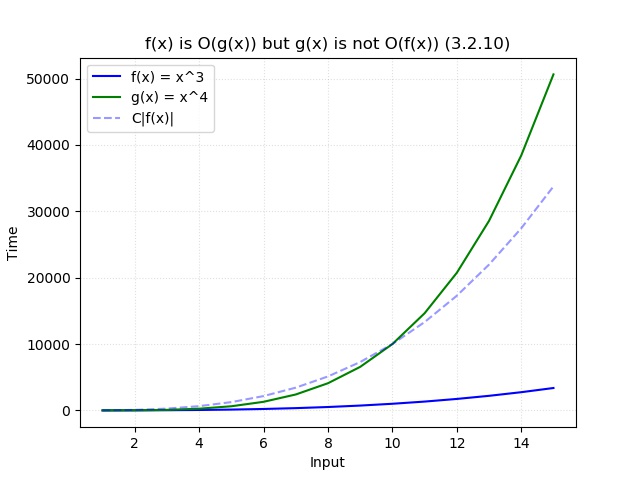 f(x) is O(g(x)) but g(x) is not O(f(x)) (3.2.10)
f(x) = x^3
g(x) = x^4
C|f(x)|
50000
40000
30000
20000
10000
0
Time
2 4 6 8 10 12 14
Input